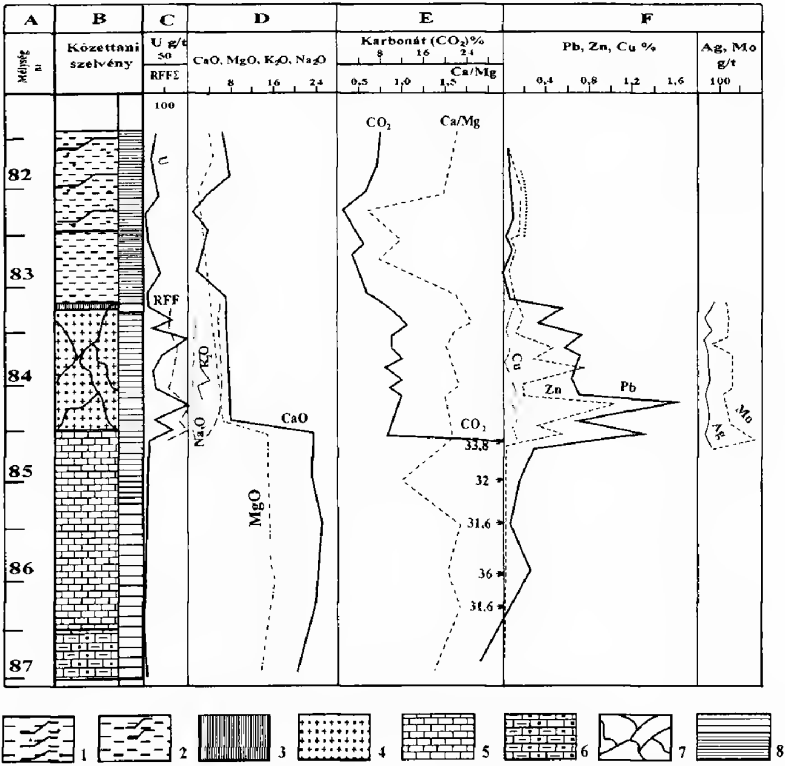 A B C D E F
Mélység m
Kőzettani szelvény
U g/t
50
RFFΣ
100
CaO, MgO, K₂O, Na₂O
8 16 24
Karbonát (CO₂)%
8 16 24
Ca/Mg
0,5 1,0 1,5
Pb, Zn, Cu %
0,4 0,8 1,2 1,6
Ag, Mo g/t
100
CO₂ Ca/Mg
U
82
83
RFF
K₂O
Cu
84
Zn Pb
CaO
Na₂O
CO₂
Ag Mo
33,8
85
32
MgO
31,6
86
36
31,6
87
1 2 3 4 5 6 7 8